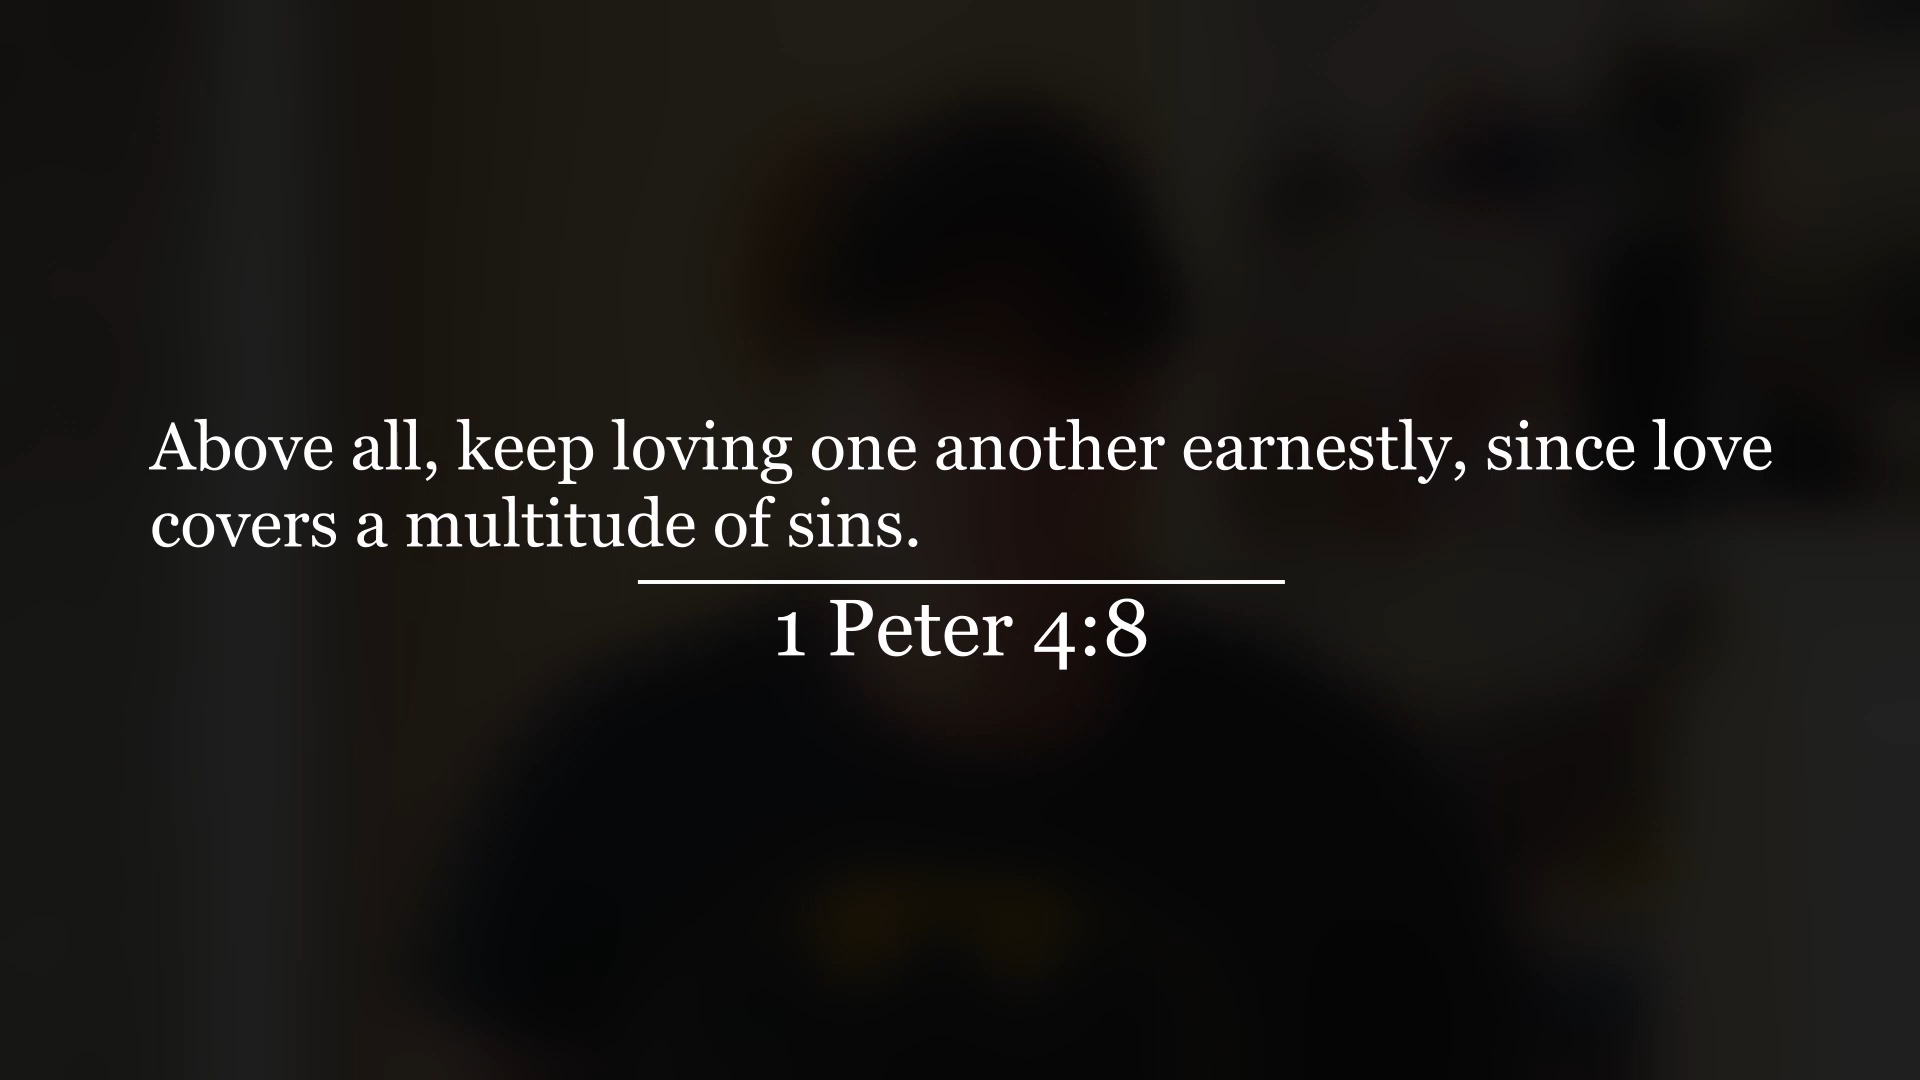 Above all, keep loving one another earnestly, since love
covers a multitude of sins.
1 Peter 4:8